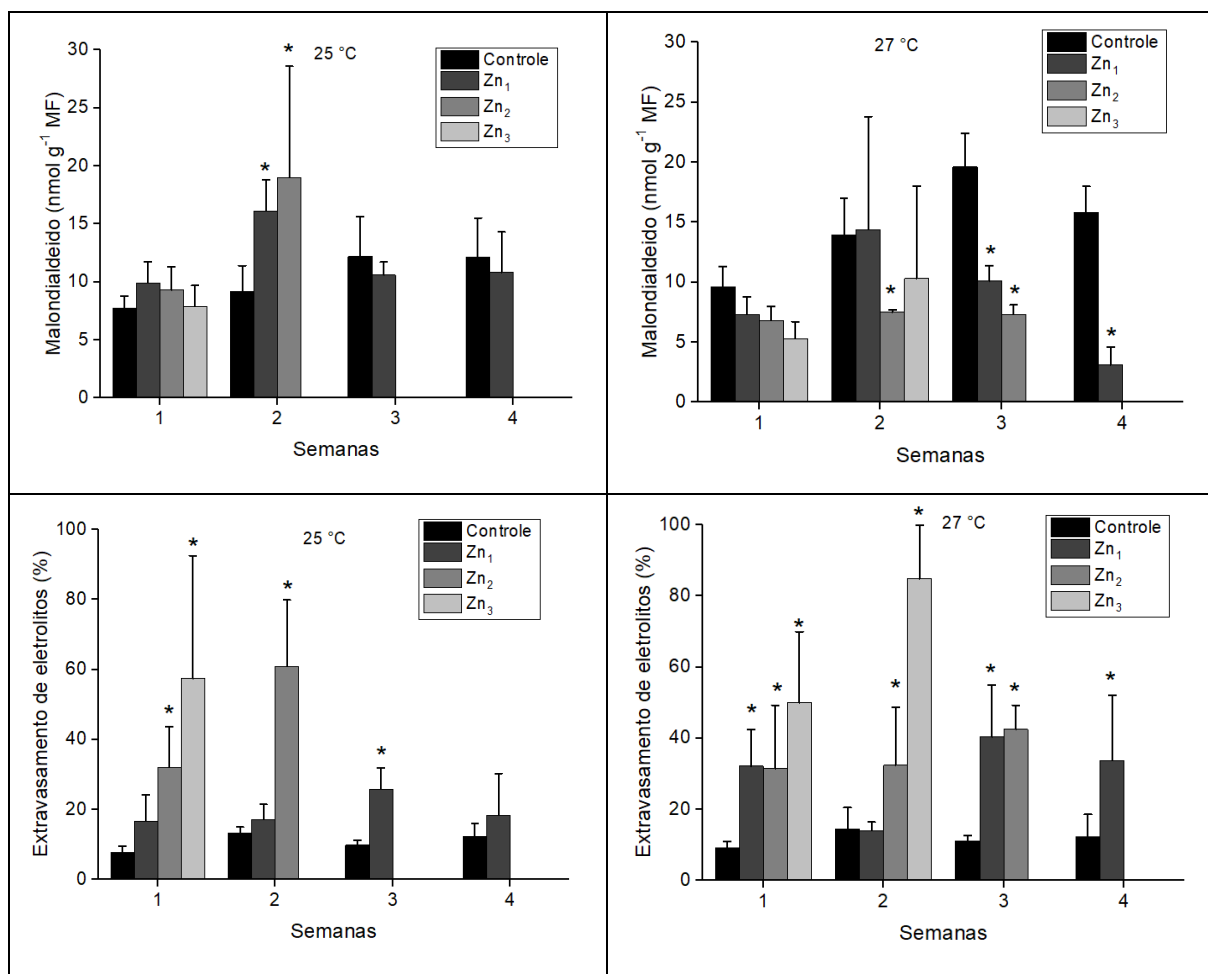 25 °C
Controle
Zn₁
Zn₂
Zn₃
Malondialdeido (nmol g⁻¹ MF)
30
25
20
15
10
5
0
* *
1 2 3 4
Semanas
27 °C
Controle
Zn₁
Zn₂
Zn₃
Malondialdeido (nmol g⁻¹ MF)
30
25
20
15
10
5
0
* * * *
1 2 3 4
Semanas
25 °C
Controle
Zn₁
Zn₂
Zn₃
Extravasamento de eletrolitos (%)
100
80
60
40
20
0
* * * *
1 2 3 4
Semanas
27 °C
Controle
Zn₁
Zn₂
Zn₃
Extravasamento de eletrolitos (%)
100
80
60
40
20
0
* * * * * * * *
1 2 3 4
Semanas